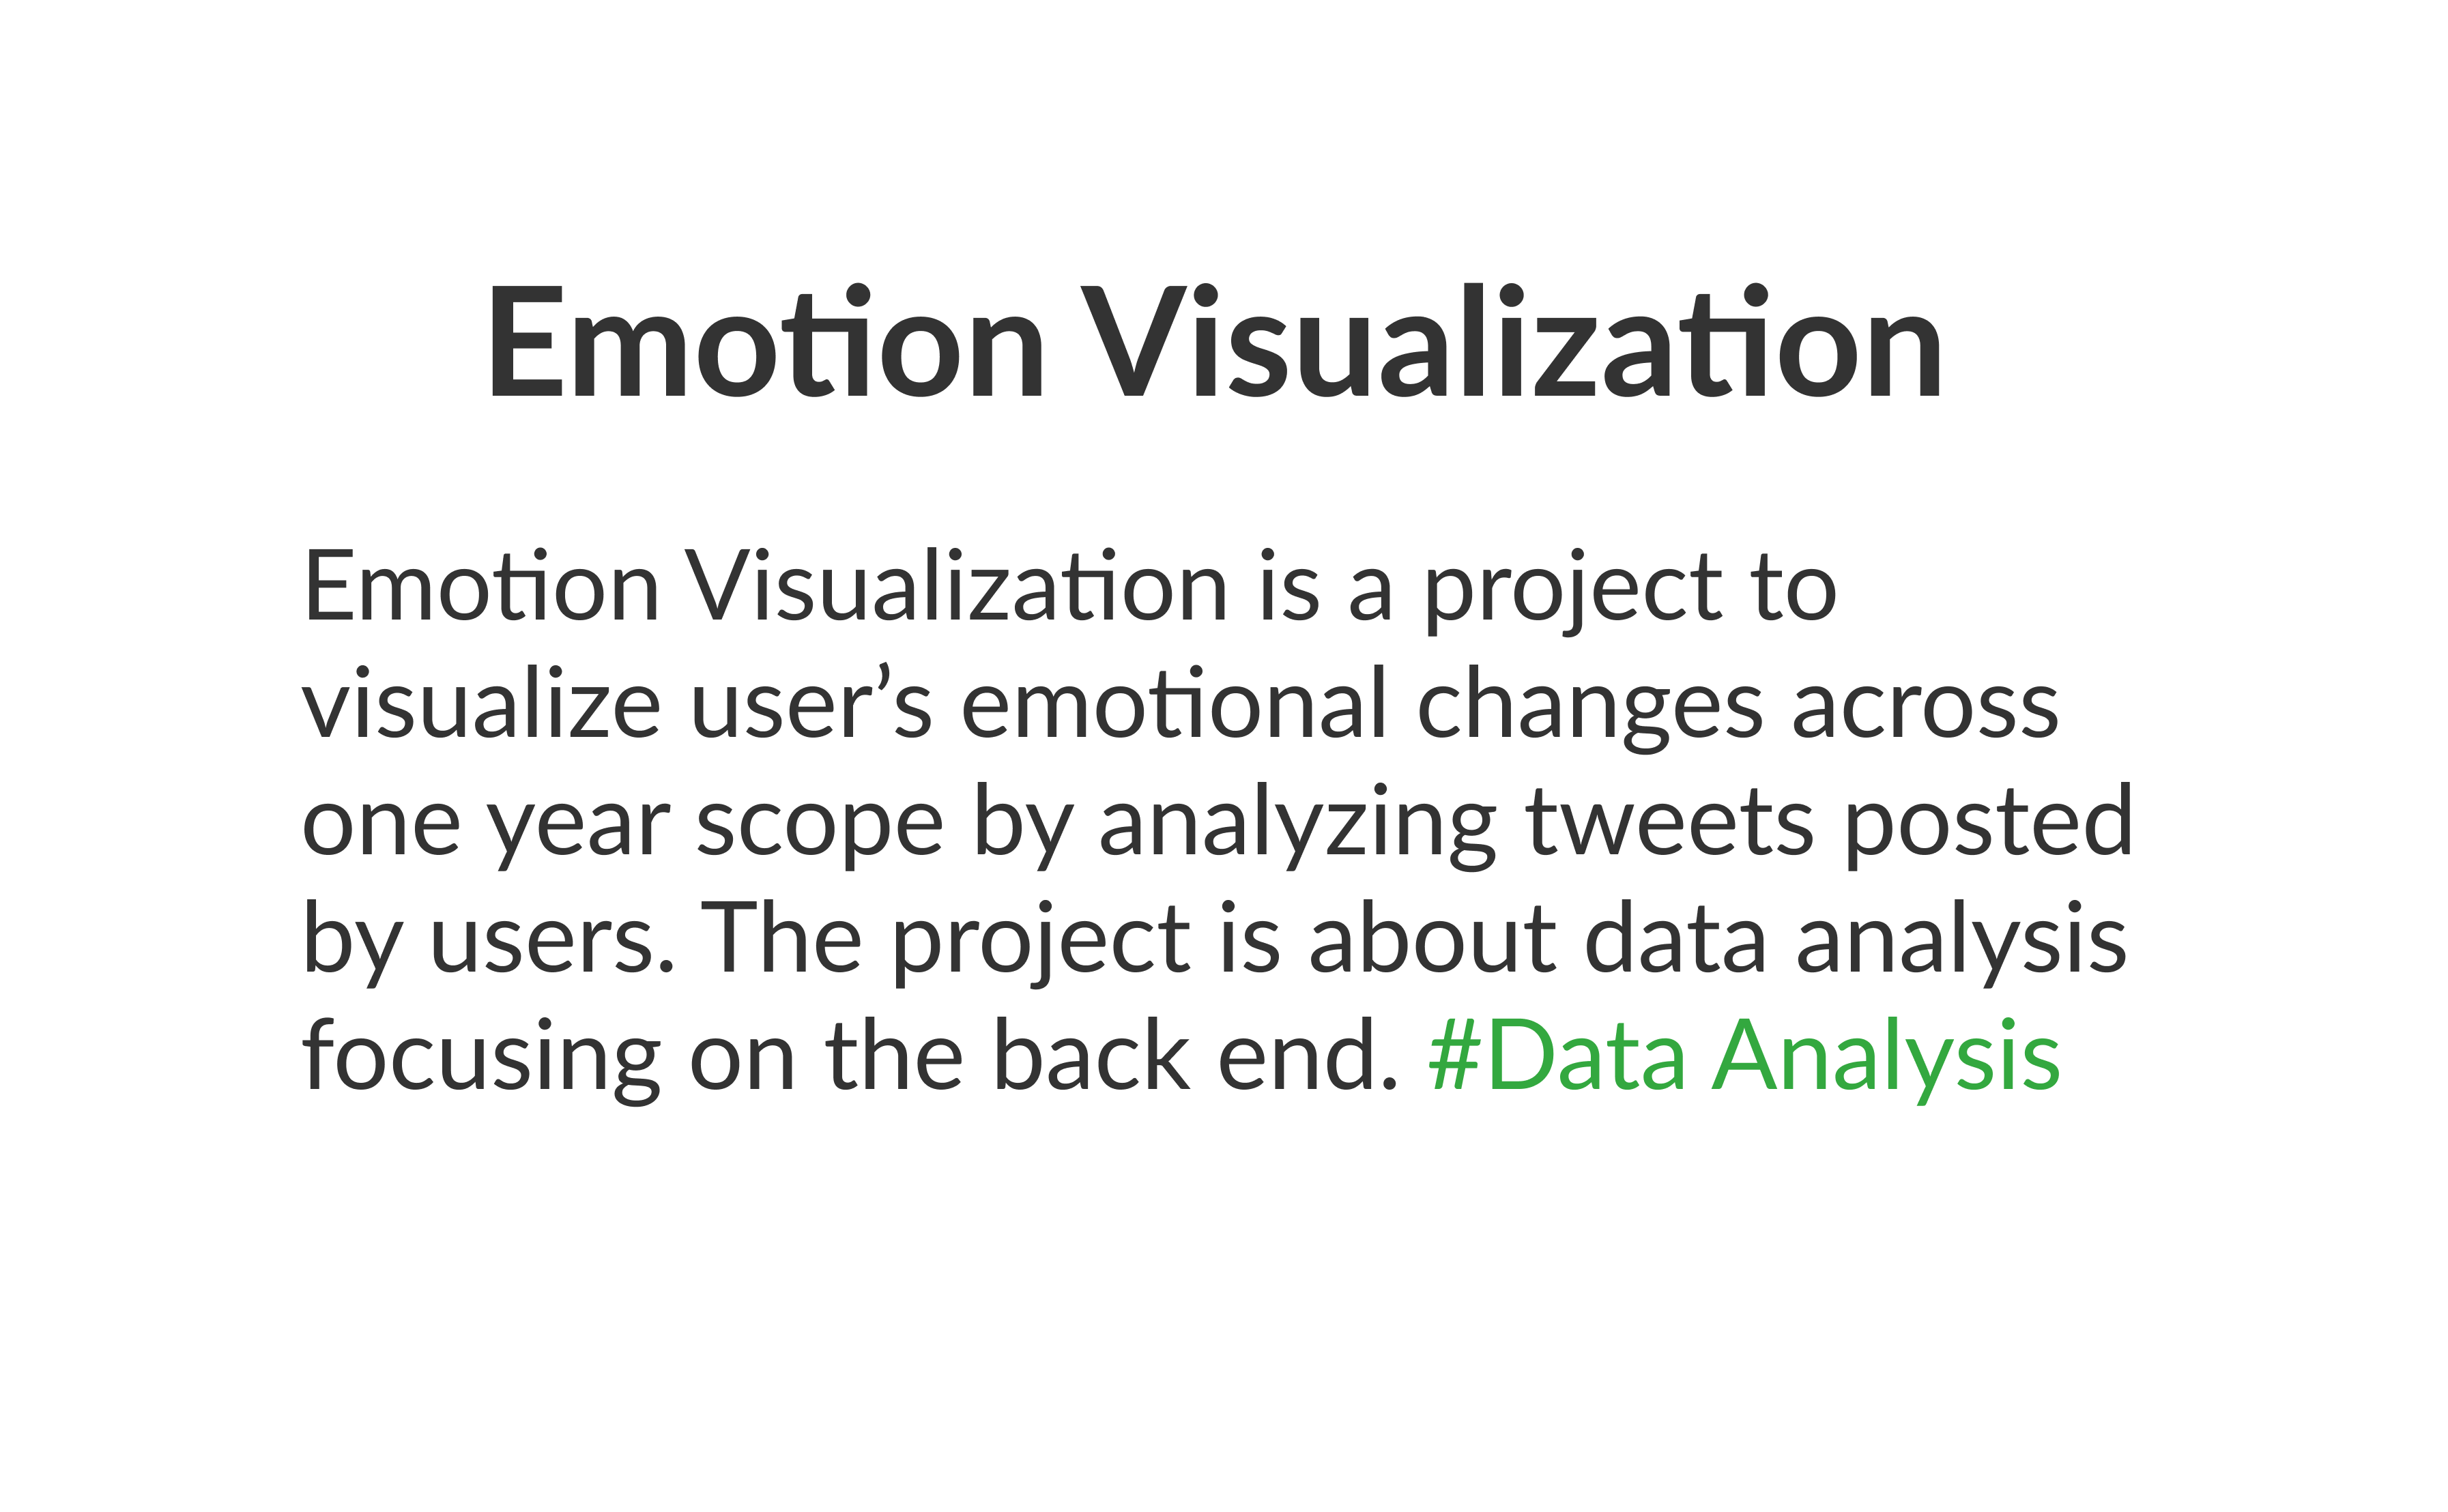 Emotion Visualization
Emotion Visualization is a project to
visualize user’s emotional changes across
one year scope by analyzing tweets posted
by users. The project is about data analysis
focusing on the back end. #Data Analysis